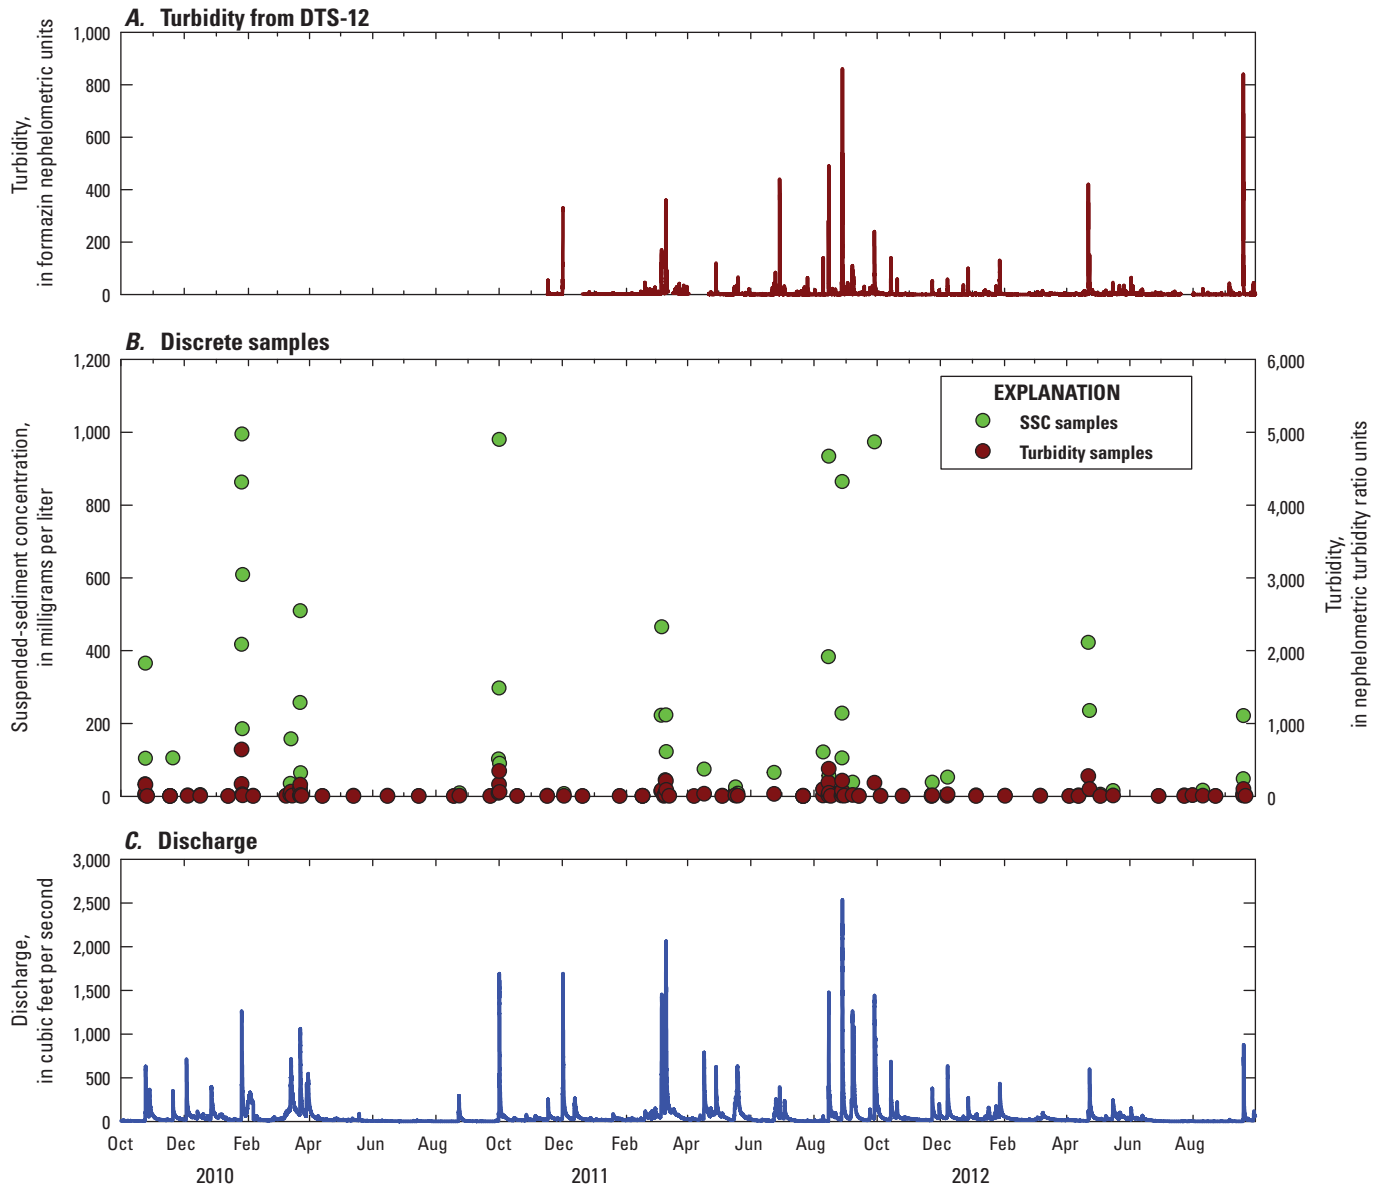 A. Turbidity from DTS-12
Turbidity,
in formazin nephelometric units
1,000
800
600
400
200
0
B. Discrete samples
Suspended-sediment concentration,
in milligrams per liter
1,200
1,000
800
600
400
200
0
EXPLANATION
SSC samples
Turbidity samples
6,000
5,000
4,000
3,000
2,000
1,000
0
Turbidity,
in nephelometric turbidity ratio units
C. Discharge
Discharge,
in cubic feet per second
3,000
2,500
2,000
1,500
1,000
500
0
Oct Dec Feb Apr Jun Aug Oct Dec Feb Apr Jun Aug Oct Dec Feb Apr Jun Aug
2010 2011 2012